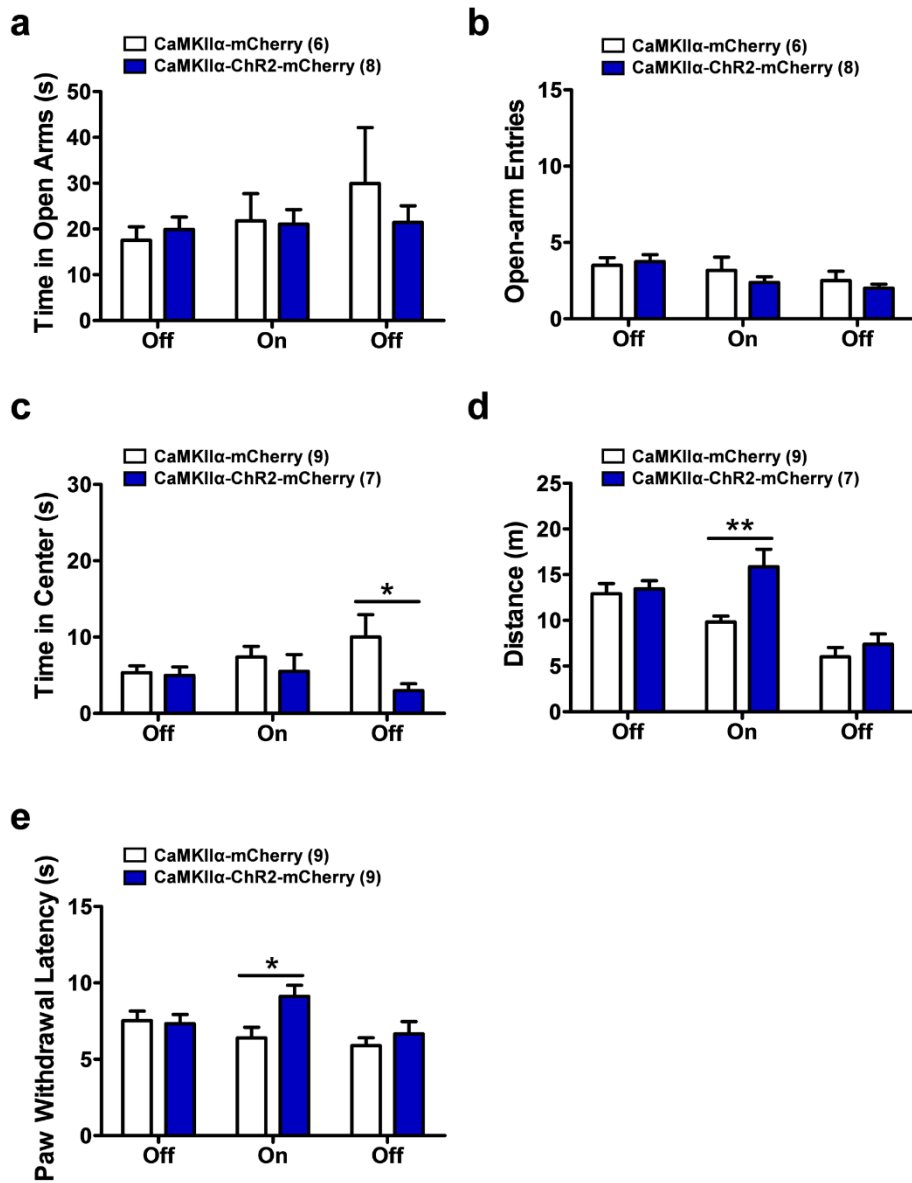 a
CaMKIIα-mCherry (6)
CaMKIIα-ChR2-mCherry (8)
Time in Open Arms (s)
50
40
30
20
10
0
Off On Off
b
CaMKIIα-mCherry (6)
CaMKIIα-ChR2-mCherry (8)
Open-arm Entries
15
10
5
0
Off On Off
c
CaMKIIα-mCherry (9)
CaMKIIα-ChR2-mCherry (7)
Time in Center (s)
30
20
10
0
*
Off On Off
d
CaMKIIα-mCherry (9)
CaMKIIα-ChR2-mCherry (7)
Distance (m)
25
20
15
10
5
0
**
Off On Off
e
CaMKIIα-mCherry (9)
CaMKIIα-ChR2-mCherry (9)
Paw Withdrawal Latency (s)
15
10
5
0
*
Off On Off